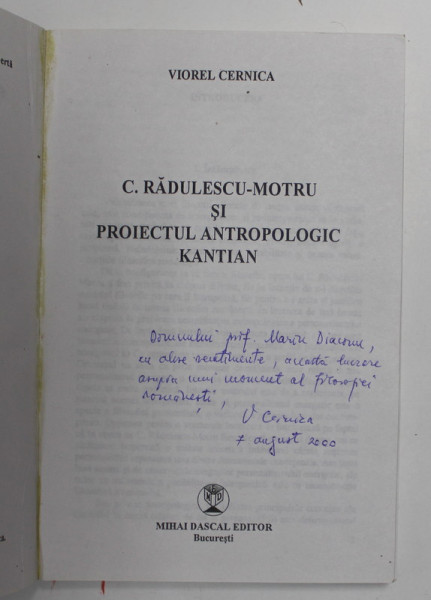 VIOREL CERNICA
C. RĂDULESCU-MOTRU
ŞI
PROIECTUL ANTROPOLOGIC
KANTIAN
Domnului prof. Marin Diaconu,
cu alese sentimente, această lucrare
asupra unui moment al filosofiei
româneşti,
V Cernica
7 august 2000
MIHAI DASCAL EDITOR
Bucureşti